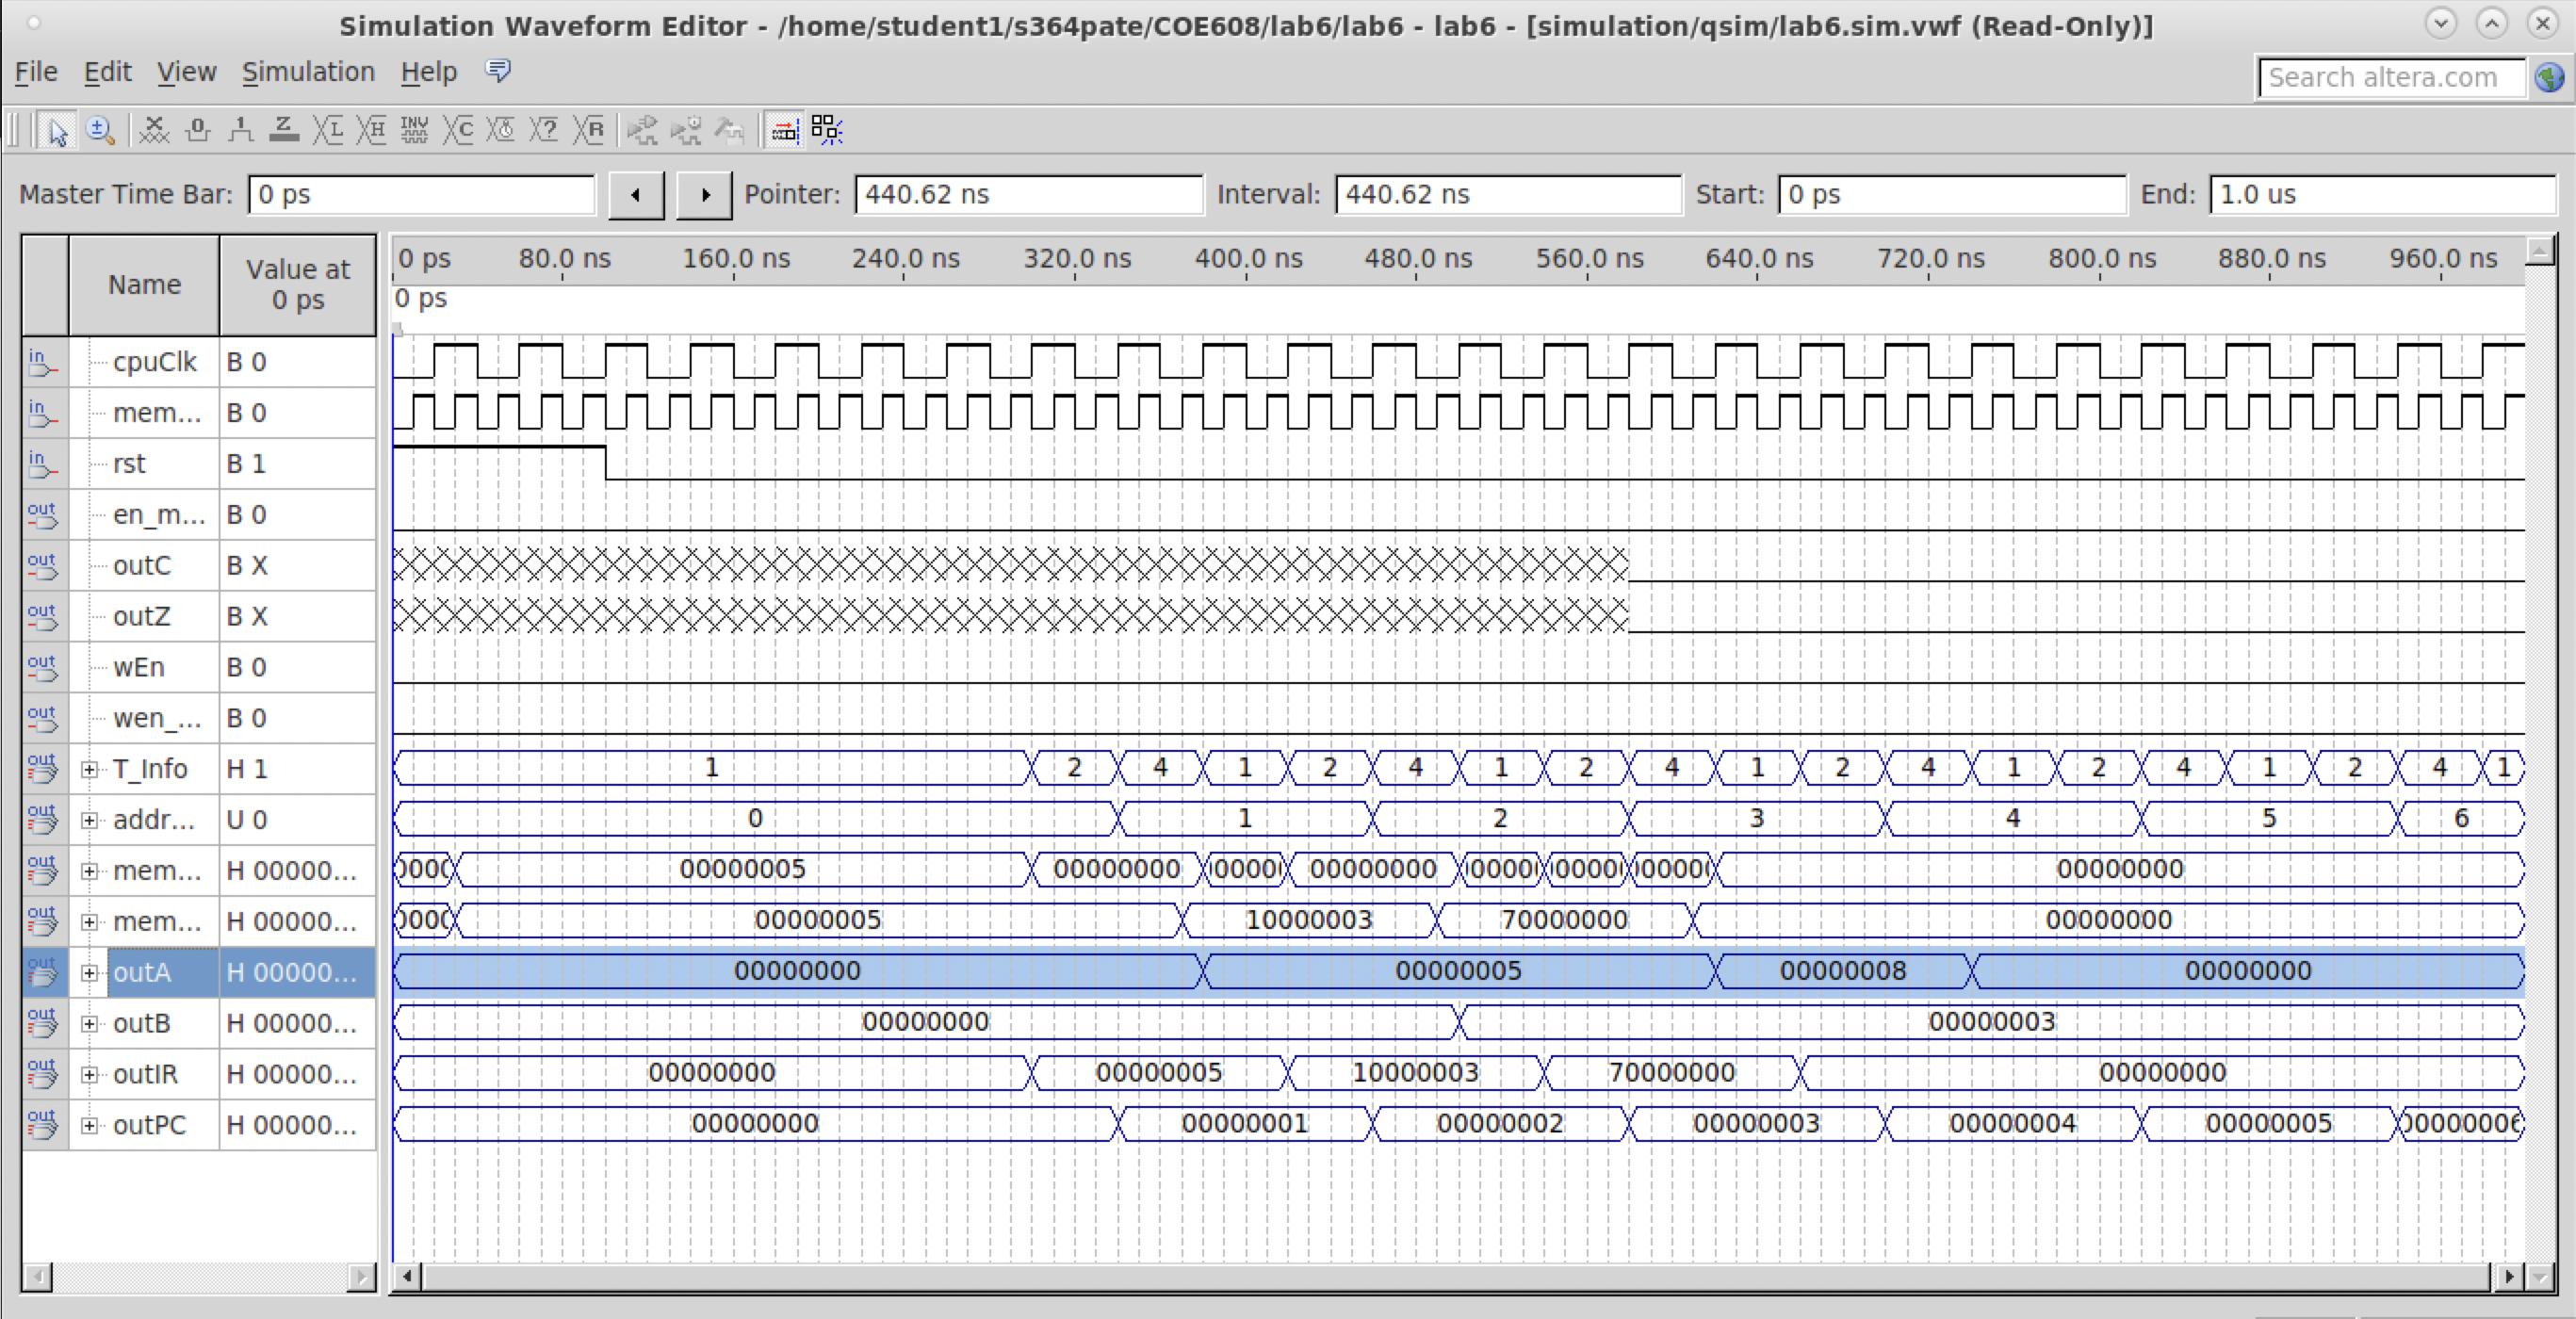 Simulation Waveform Editor - /home/student1/s364pate/COE608/lab6/lab6 - lab6 - [simulation/qsim/lab6.sim.vwf (Read-Only)]
File Edit View Simulation Help
Search altera.com
Master Time Bar: 0 ps Pointer: 440.62 ns Interval: 440.62 ns Start: 0 ps End: 1.0 us
Name Value at 0 ps
0 ps 80.0 ns 160.0 ns 240.0 ns 320.0 ns 400.0 ns 480.0 ns 560.0 ns 640.0 ns 720.0 ns 800.0 ns 880.0 ns 960.0 ns
0 ps
in cpuClk B 0
in mem... B 0
in rst B 1
out en_m... B 0
out outC B X
out outZ B X
out wEn B 0
out wen_... B 0
out T_Info H 1 1 2 4 1 2 4 1 2 4 1 2 4 1 2 4 1 2 4 1
out addr... U 0 0 1 2 3 4 5 6
out mem... H 00000... 00000005 00000000 00000000 00000000
out mem... H 00000... 00000005 10000003 70000000 00000000
out outA H 00000... 00000000 00000005 00000008 00000000
out outB H 00000... 00000000 00000003
out outIR H 00000... 00000000 00000005 10000003 70000000 00000000
out outPC H 00000... 00000000 00000001 00000002 00000003 00000004 00000005 00000006